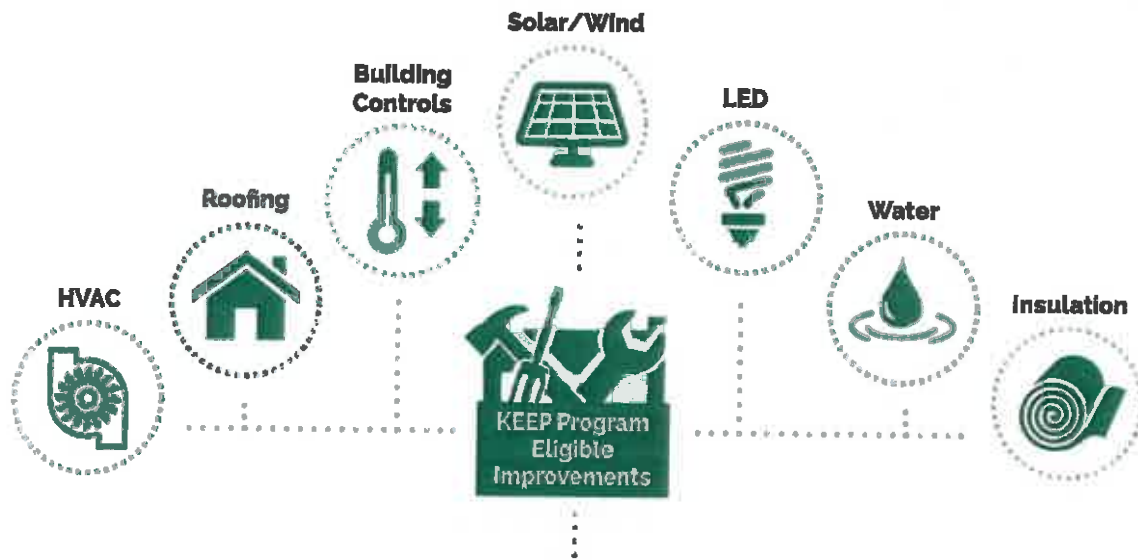 Solar/Wind
Building
Controls
LED
Roofing
Water
HVAC
Insulation
KEEP Program
Eligible
Improvements